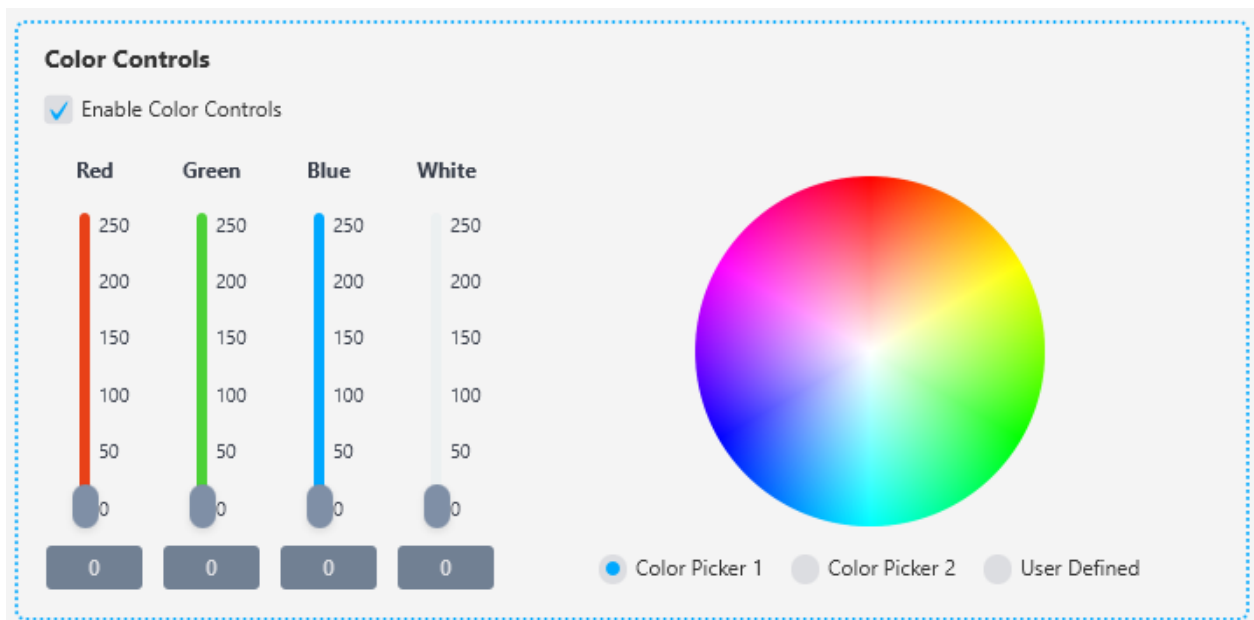 Color Controls
Enable Color Controls
Red Green Blue White
250 250 250 250
200 200 200 200
150 150 150 150
100 100 100 100
50 50 50 50
0 0 0 0
0 0 0 0
Color Picker 1 Color Picker 2 User Defined